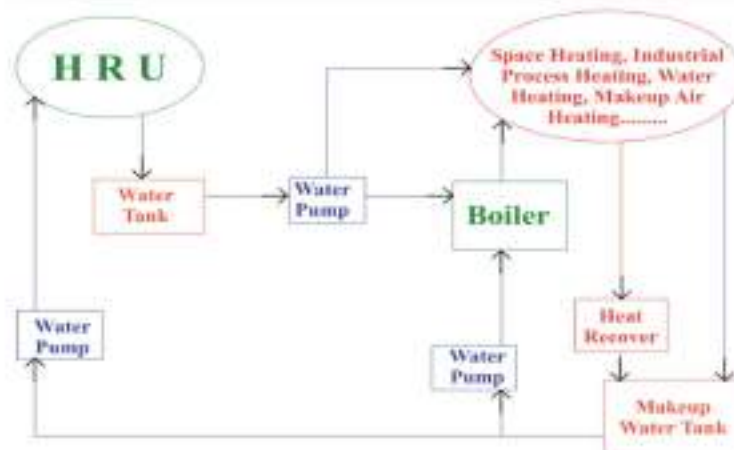 H R U
Space Heating, Industrial
Process Heating, Water
Heating, Makeup Air
Heating.........
Water
Tank
Water
Pump
Boiler
Water
Pump
Water
Pump
Heat
Recover
Makeup
Water Tank